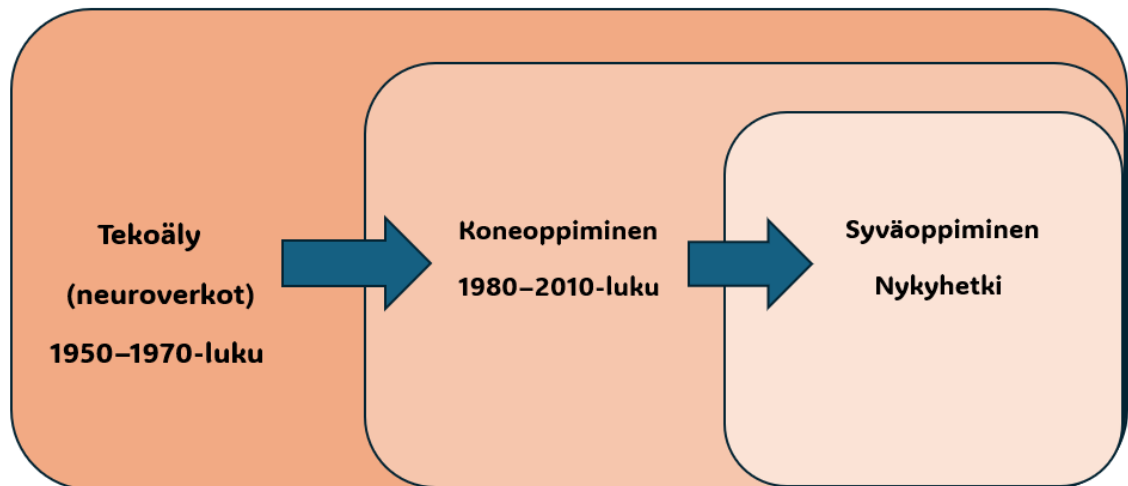 Tekoäly
(neuroverkot)
1950–1970-luku
Koneoppiminen
1980–2010-luku
Syväoppiminen
Nykyhetki